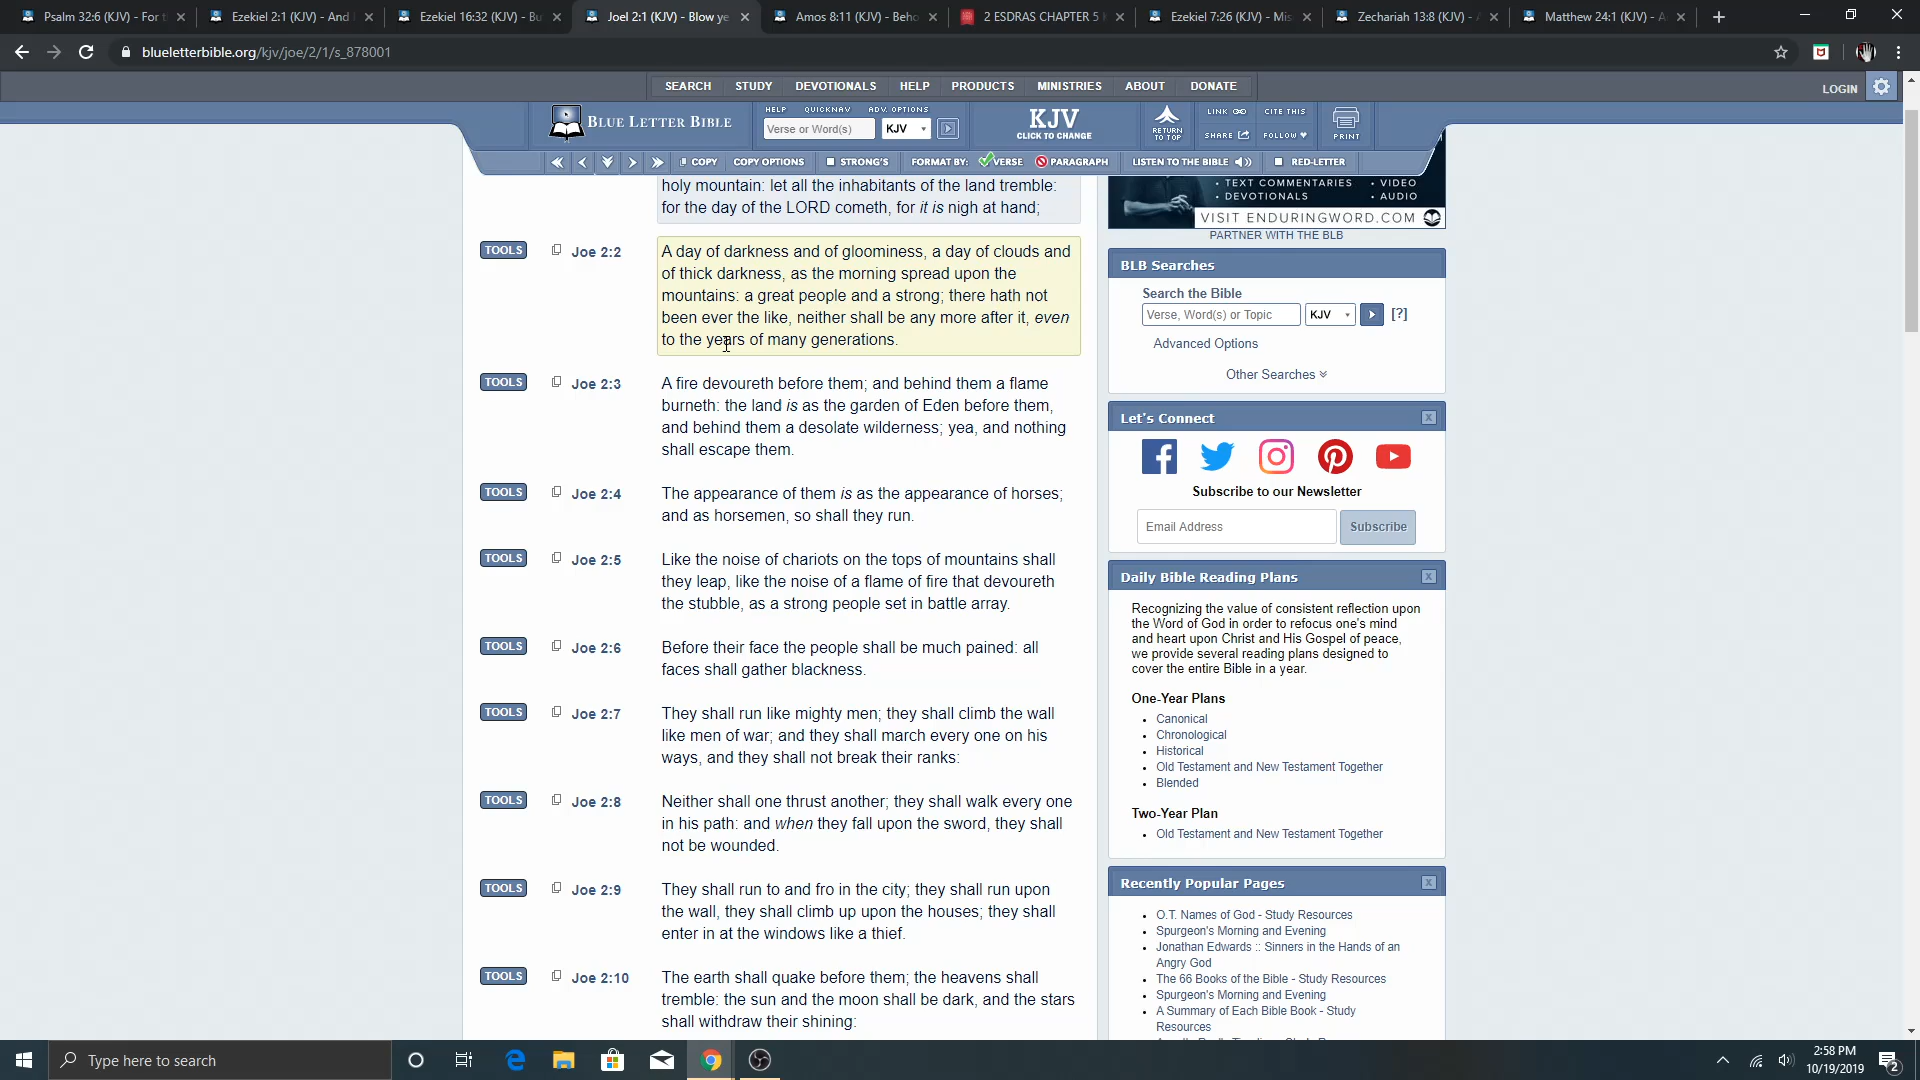 Psalm 32:6 (KJV) - For t
Ezekiel 2:1 (KJV) - And
Ezekiel 16:32 (KJV) - Bu
Joel 2:1 (KJV) - Blow ye
Amos 8:11 (KJV) - Beho
2 ESDRAS CHAPTER 5
Ezekiel 7:26 (KJV) - Mis
Zechariah 13:8 (KJV) -
Matthew 24:1 (KJV) -
blueletterbible.org/kjv/joe/2/1/s_878001
SEARCH STUDY DEVOTIONALS HELP PRODUCTS MINISTRIES ABOUT DONATE
LOGIN
BLUE LETTER BIBLE
HELP QUICKNAV ADV. OPTIONS
Verse or Word(s) KJV
KJV
CLICK TO CHANGE
RETURN
TO TOP
LINK CITE THIS
SHARE FOLLOW
PRINT
COPY COPY OPTIONS STRONG'S FORMAT BY: VERSE PARAGRAPH LISTEN TO THE BIBLE RED-LETTER
holy mountain: let all the inhabitants of the land tremble:
for the day of the LORD cometh, for it is nigh at hand;
TOOLS Joe 2:2 A day of darkness and of gloominess, a day of clouds and
of thick darkness, as the morning spread upon the
mountains: a great people and a strong; there hath not
been ever the like, neither shall be any more after it, even
to the years of many generations.
TOOLS Joe 2:3 A fire devoureth before them; and behind them a flame
burneth: the land is as the garden of Eden before them,
and behind them a desolate wilderness; yea, and nothing
shall escape them.
TOOLS Joe 2:4 The appearance of them is as the appearance of horses;
and as horsemen, so shall they run.
TOOLS Joe 2:5 Like the noise of chariots on the tops of mountains shall
they leap, like the noise of a flame of fire that devoureth
the stubble, as a strong people set in battle array.
TOOLS Joe 2:6 Before their face the people shall be much pained: all
faces shall gather blackness.
TOOLS Joe 2:7 They shall run like mighty men; they shall climb the wall
like men of war; and they shall march every one on his
ways, and they shall not break their ranks:
TOOLS Joe 2:8 Neither shall one thrust another; they shall walk every one
in his path: and when they fall upon the sword, they shall
not be wounded.
TOOLS Joe 2:9 They shall run to and fro in the city; they shall run upon
the wall, they shall climb up upon the houses; they shall
enter in at the windows like a thief.
TOOLS Joe 2:10 The earth shall quake before them; the heavens shall
tremble: the sun and the moon shall be dark, and the stars
shall withdraw their shining:
• TEXT COMMENTARIES • VIDEO
• DEVOTIONALS • AUDIO
VISIT ENDURINGWORD.COM
PARTNER WITH THE BLB
BLB Searches
Search the Bible
Verse, Word(s) or Topic KJV [?]
Advanced Options
Other Searches
Let's Connect
Subscribe to our Newsletter
Email Address Subscribe
Daily Bible Reading Plans
Recognizing the value of consistent reflection upon
the Word of God in order to refocus one's mind
and heart upon Christ and His Gospel of peace,
we provide several reading plans designed to
cover the entire Bible in a year.
One-Year Plans
• Canonical
• Chronological
• Historical
• Old Testament and New Testament Together
• Blended
Two-Year Plan
• Old Testament and New Testament Together
Recently Popular Pages
• O.T. Names of God - Study Resources
• Spurgeon's Morning and Evening
• Jonathan Edwards :: Sinners in the Hands of an
Angry God
• The 66 Books of the Bible - Study Resources
• Spurgeon's Morning and Evening
• A Summary of Each Bible Book - Study
Resources
Type here to search
2:58 PM
10/19/2019
2